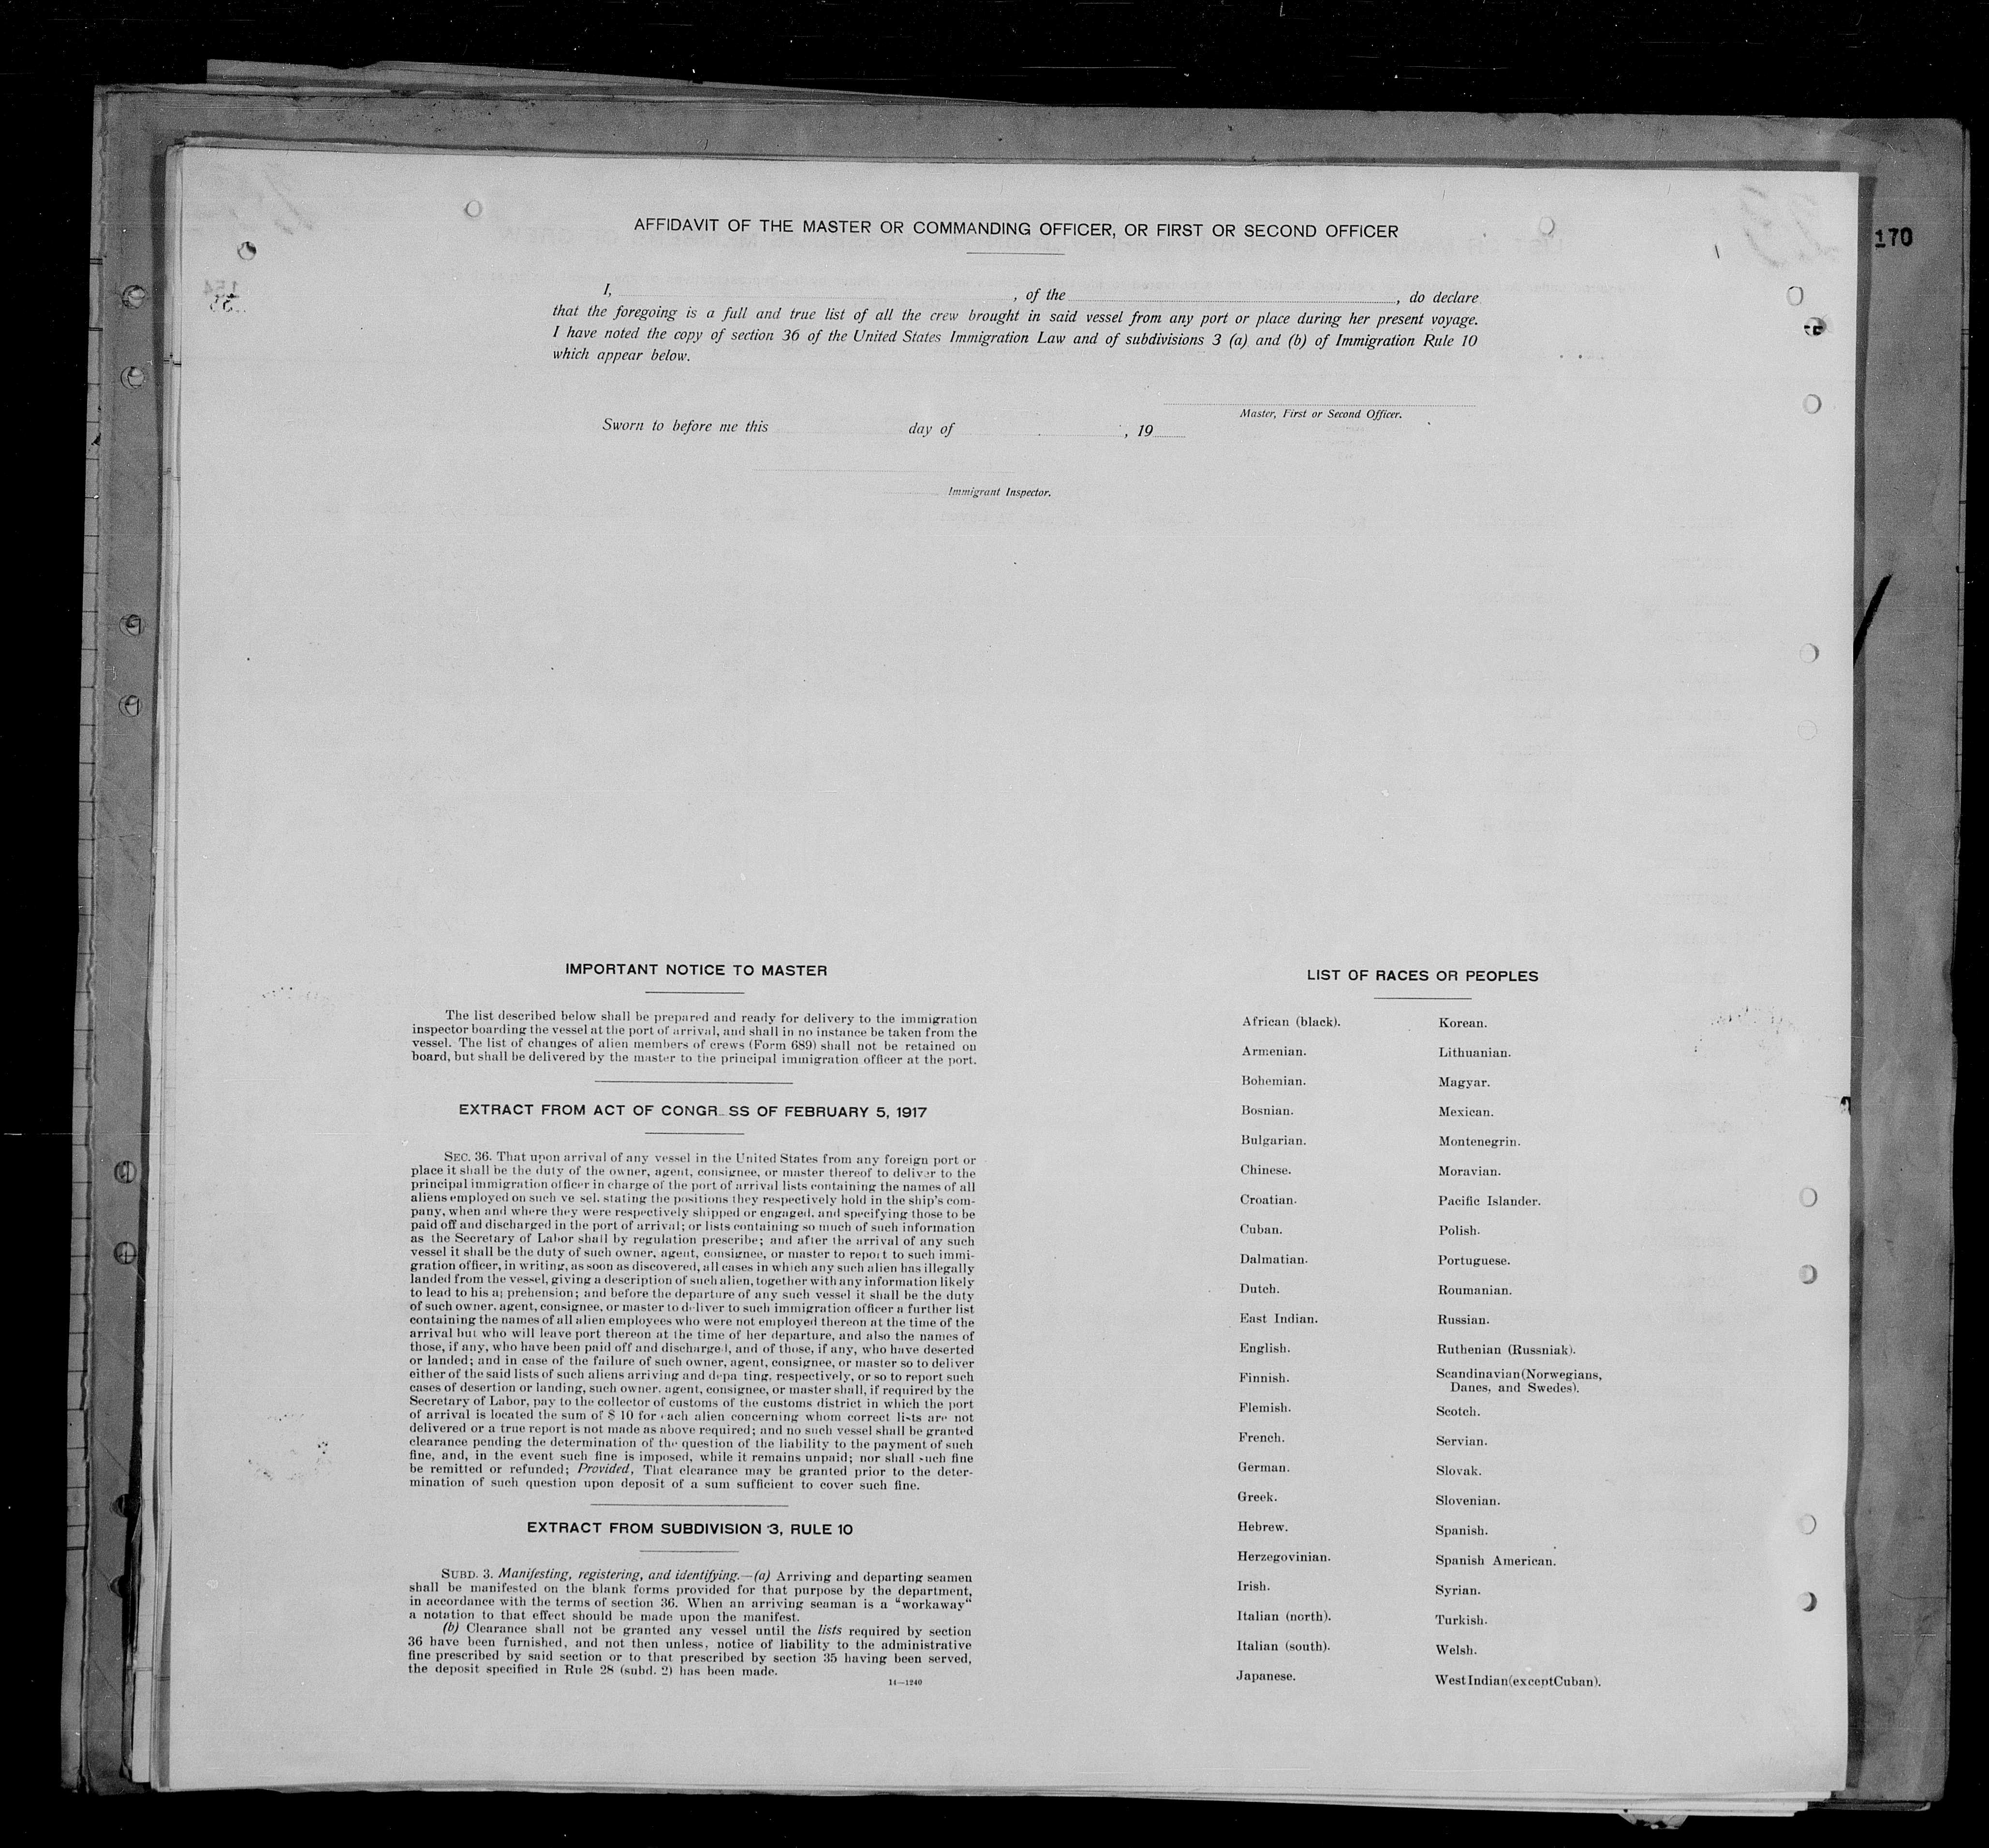 170
AFFIDAVIT OF THE MASTER OR COMMANDING OFFICER, OR FIRST OR SECOND OFFICER
I, , of the , do declare
that the foregoing is a full and true list of all the crew brought in said vessel from any port or place during her present voyage.
I have noted the copy of section 36 of the United States Immigration Law and of subdivisions 3 (a) and (b) of Immigration Rule 10
which appear below.
Master, First or Second Officer.
Sworn to before me this day of , 19
Immigrant Inspector.
IMPORTANT NOTICE TO MASTER
The list described below shall be prepared and ready for delivery to the immigration
inspector boarding the vessel at the port of arrival, and shall in no instance be taken from the
vessel. The list of changes of alien members of crews (Form 689) shall not be retained on
board, but shall be delivered by the master to the principal immigration officer at the port.
EXTRACT FROM ACT OF CONGR SS OF FEBRUARY 5, 1917
SEC. 36. That upon arrival of any vessel in the United States from any foreign port or
place it shall be the duty of the owner, agent, consignee, or master thereof to deliver to the
principal immigration officer in charge of the port of arrival lists containing the names of all
aliens employed on such ve sel, stating the positions they respectively hold in the ship's com-
pany, when and where they were respectively shipped or engaged, and specifying those to be
paid off and discharged in the port of arrival; or lists containing so much of such information
as the Secretary of Labor shall by regulation prescribe; and after the arrival of any such
vessel it shall be the duty of such owner, agent, consignee, or master to report to such immi-
gration officer, in writing, as soon as discovered, all cases in which any such alien has illegally
landed from the vessel, giving a description of such alien, together with any information likely
to lead to his apprehension; and before the departure of any such vessel it shall be the duty
of such owner, agent, consignee, or master to deliver to such immigration officer a further list
containing the names of all alien employees who were not employed thereon at the time of the
arrival but who will leave port thereon at the time of her departure, and also the names of
those, if any, who have been paid off and discharged, and of those, if any, who have deserted
or landed; and in case of the failure of such owner, agent, consignee, or master so to deliver
either of the said lists of such aliens arriving and depa ting, respectively, or so to report such
cases of desertion or landing, such owner, agent, consignee, or master shall, if required by the
Secretary of Labor, pay to the collector of customs of the customs district in which the port
of arrival is located the sum of $ 10 for each alien concerning whom correct lists are not
delivered or a true report is not made as above required; and no such vessel shall be granted
clearance pending the determination of the question of the liability to the payment of such
fine, and, in the event such fine is imposed, while it remains unpaid; nor shall such fine
be remitted or refunded; Provided, That clearance may be granted prior to the deter-
mination of such question upon deposit of a sum sufficient to cover such fine.
EXTRACT FROM SUBDIVISION 3, RULE 10
SUBD. 3. Manifesting, registering, and identifying.—(a) Arriving and departing seamen
shall be manifested on the blank forms provided for that purpose by the department,
in accordance with the terms of section 36. When an arriving seaman is a "workaway"
a notation to that effect should be made upon the manifest.
(b) Clearance shall not be granted any vessel until the lists required by section
36 have been furnished, and not then unless, notice of liability to the administrative
fine prescribed by said section or to that prescribed by section 35 having been served,
the deposit specified in Rule 28 (subd. 2) has been made.
14—1240
LIST OF RACES OR PEOPLES
African (black).
Armenian.
Bohemian.
Bosnian.
Bulgarian.
Chinese.
Croatian.
Cuban.
Dalmatian.
Dutch.
East Indian.
English.
Finnish.
Flemish.
French.
German.
Greek.
Hebrew.
Herzegovinian.
Irish.
Italian (north).
Italian (south).
Japanese.
Korean.
Lithuanian.
Magyar.
Mexican.
Montenegrin.
Moravian.
Pacific Islander.
Polish.
Portuguese.
Roumanian.
Russian.
Ruthenian (Russniak).
Scandinavian (Norwegians,
Danes, and Swedes).
Scotch.
Servian.
Slovak.
Slovenian.
Spanish.
Spanish American.
Syrian.
Turkish.
Welsh.
West Indian (except Cuban).